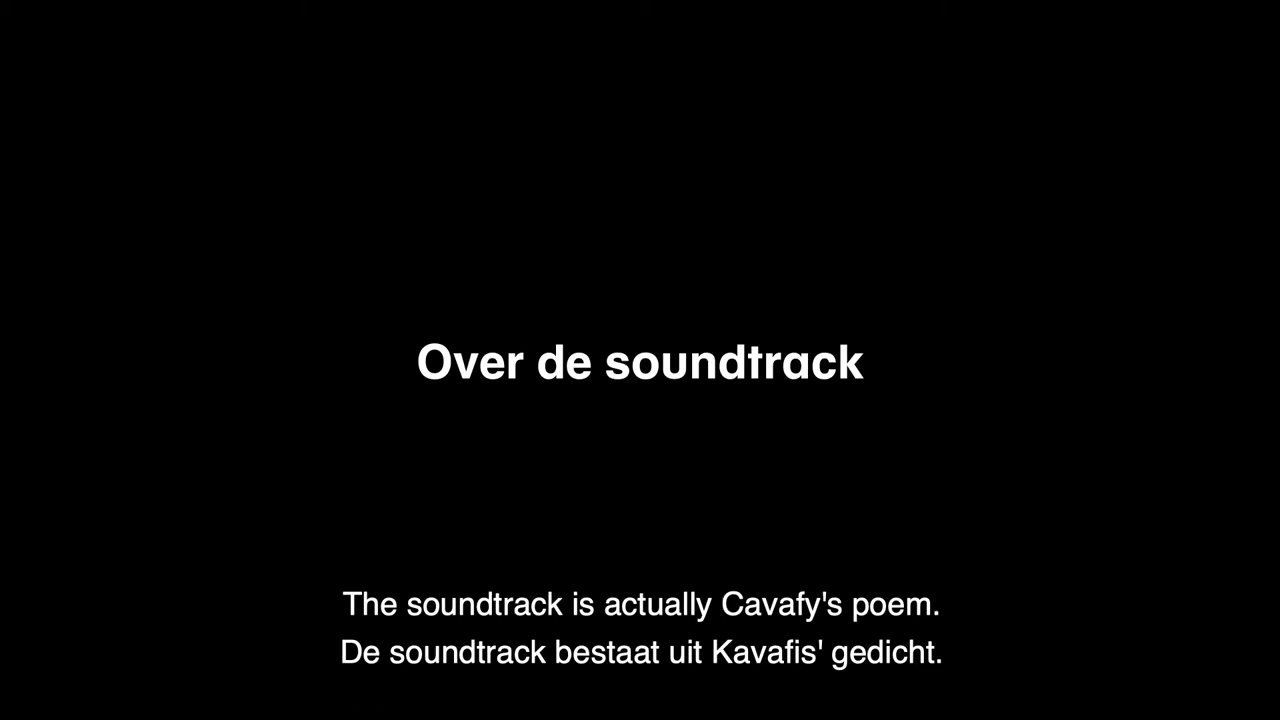 Over de soundtrack
The soundtrack is actually Cavafy's poem.
De soundtrack bestaat uit Kavafis' gedicht.